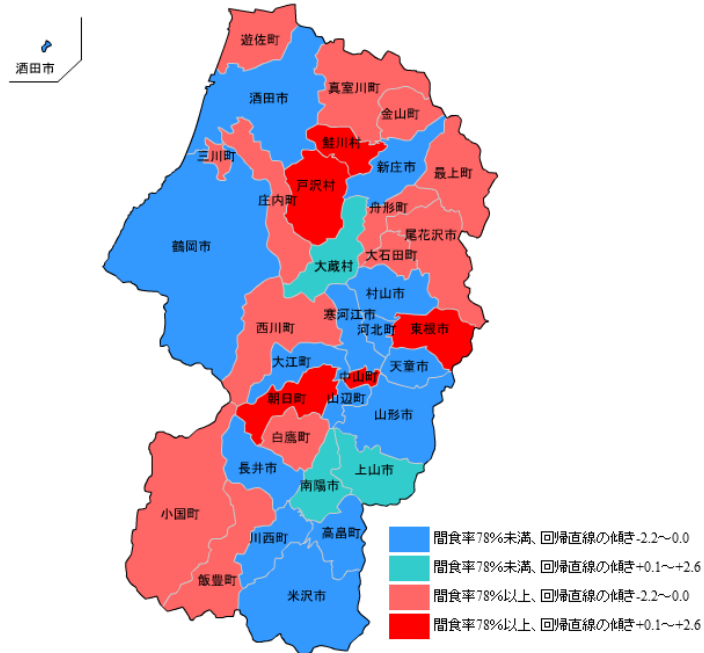 遊佐町
酒田市
真室川町
酒田市
金山町
鮭川村
三川町
新庄市
最上町
戸沢村
庄内町
舟形町
尾花沢市
鶴岡市
大石田町
大蔵村
村山市
寒河江市
西川町
河北町
東根市
大江町
天童市
中山町
朝日町
山辺町
山形市
白鷹町
長井市
上山市
南陽市
小国町
高畠町
川西町
飯豊町
米沢市
間食率78%未満、回帰直線の傾き-2.2～0.0
間食率78%未満、回帰直線の傾き+0.1～+2.6
間食率78%以上、回帰直線の傾き-2.2～0.0
間食率78%以上、回帰直線の傾き+0.1～+2.6